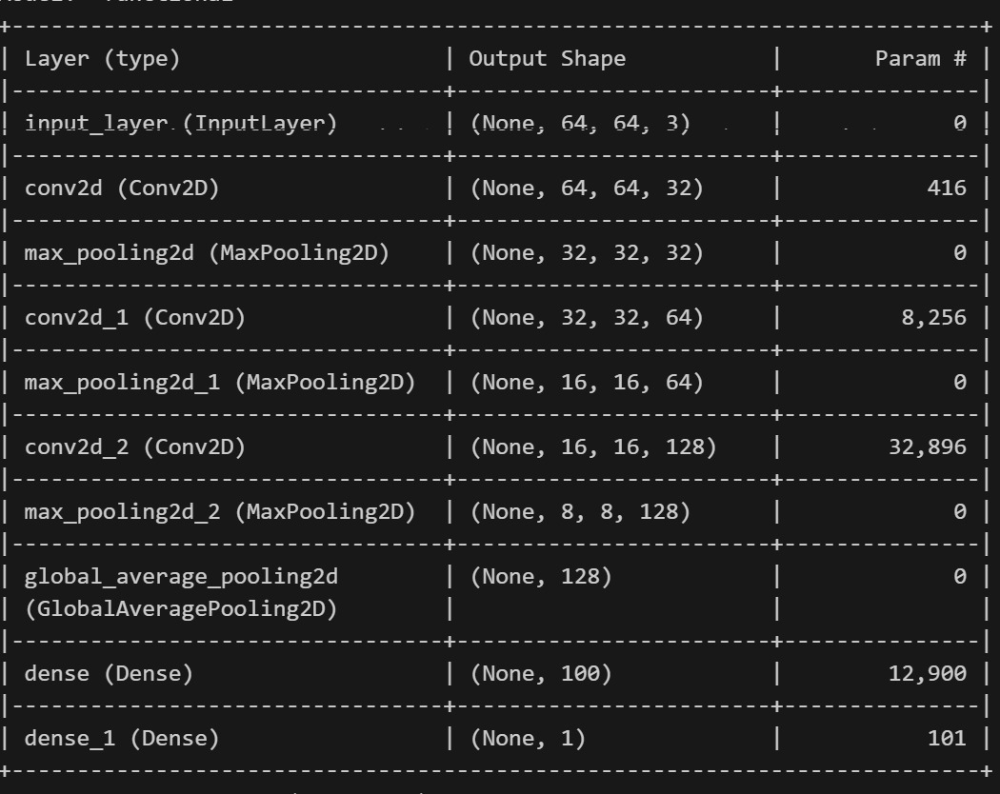 +--------------------------------------------------------------------------+
| Layer (type)                    | Output Shape           |       Param # |
|---------------------------------+------------------------+---------------|
| input_layer (InputLayer)        | (None, 64, 64, 3)      |             0 |
|---------------------------------+------------------------+---------------|
| conv2d (Conv2D)                 | (None, 64, 64, 32)     |           416 |
|---------------------------------+------------------------+---------------|
| max_pooling2d (MaxPooling2D)    | (None, 32, 32, 32)     |             0 |
|---------------------------------+------------------------+---------------|
| conv2d_1 (Conv2D)               | (None, 32, 32, 64)     |         8,256 |
|---------------------------------+------------------------+---------------|
| max_pooling2d_1 (MaxPooling2D)  | (None, 16, 16, 64)     |             0 |
|---------------------------------+------------------------+---------------|
| conv2d_2 (Conv2D)               | (None, 16, 16, 128)    |        32,896 |
|---------------------------------+------------------------+---------------|
| max_pooling2d_2 (MaxPooling2D)  | (None, 8, 8, 128)      |             0 |
|---------------------------------+------------------------+---------------|
| global_average_pooling2d        | (None, 128)            |             0 |
| (GlobalAveragePooling2D)        |                        |               |
|---------------------------------+------------------------+---------------|
| dense (Dense)                   | (None, 100)            |        12,900 |
|---------------------------------+------------------------+---------------|
| dense_1 (Dense)                 | (None, 1)              |           101 |
+--------------------------------------------------------------------------+